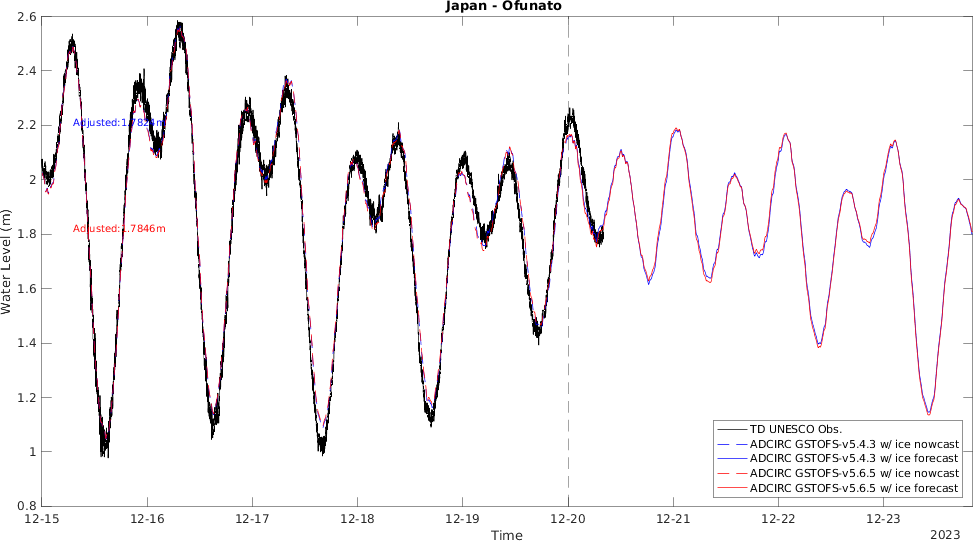 Japan - Ofunato
2.6
2.4
2.2
2
1.8
1.6
1.4
1.2
1
0.8
Water Level (m)
Adjusted:1.7846m
TD UNESCO Obs.
ADCIRC GSTOFS-v5.4.3 w/ ice nowcast
ADCIRC GSTOFS-v5.4.3 w/ ice forecast
ADCIRC GSTOFS-v5.6.5 w/ ice nowcast
ADCIRC GSTOFS-v5.6.5 w/ ice forecast
12-15 12-16 12-17 12-18 12-19 12-20 12-21 12-22 12-23
Time
2023